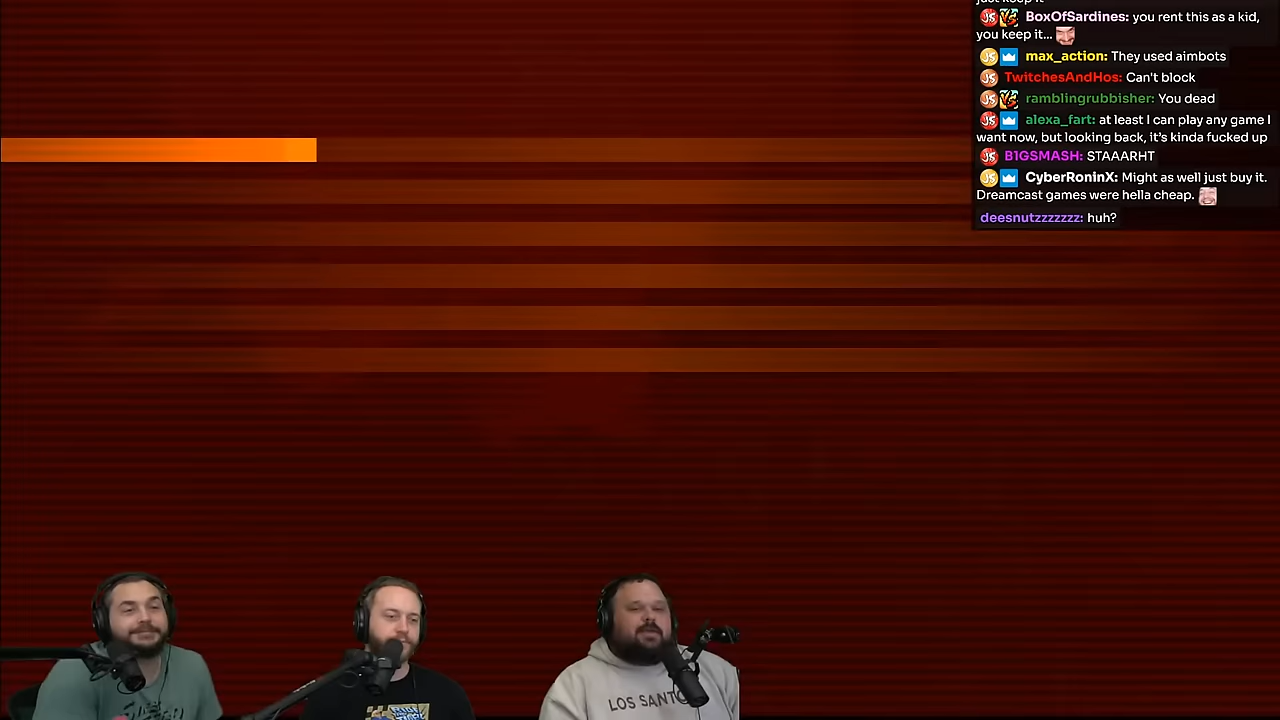 BoxOfSardines: you rent this as a kid,
you keep it...
max_action: They used aimbots
TwitchesAndHos: Can't block
ramblingrubbisher: You dead
alexa_fart: at least I can play any game I
want now, but looking back, it's kinda fucked up
B1GSMASH: STAAARHT
CyberRoninX: Might as well just buy it.
Dreamcast games were hella cheap.
deesnutzzzzzzz: huh?
LOS SANTO